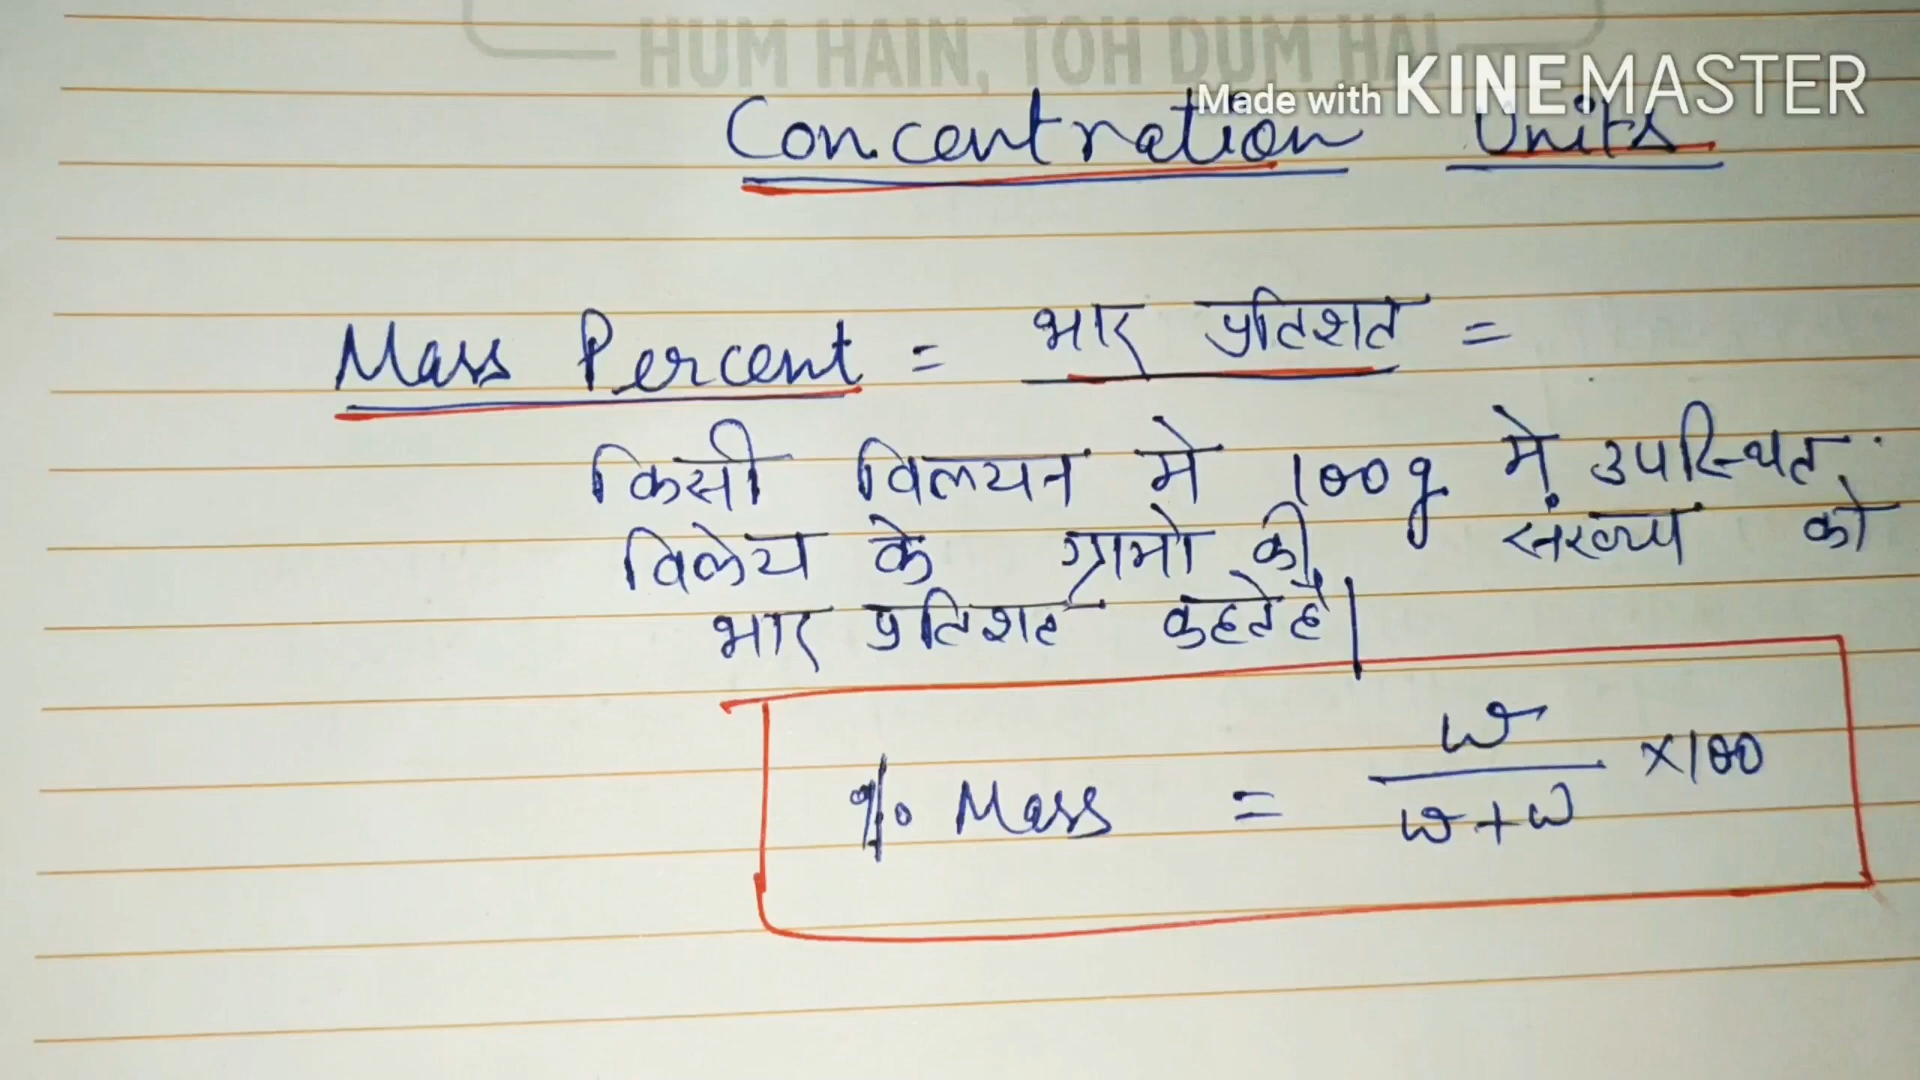 HUM HAIN, TOH DUM HAI
Made with KINEMASTER
Concentration Units
Mass Percent = भार प्रतिशत =
किसी विलयन मे 100g में उपस्थित
विलेय के ग्रामो की संख्या को
भार प्रतिशत कहते है|
% Mass = w / w+W ×100